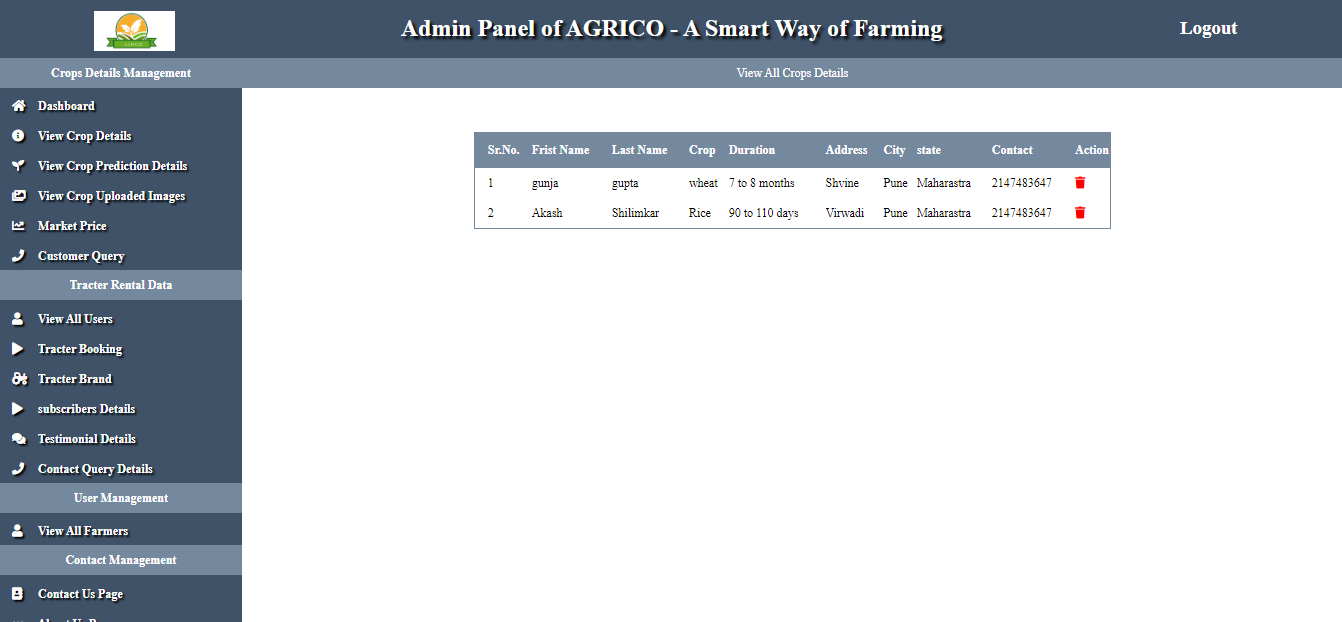 Admin Panel of AGRICO - A Smart Way of Farming
Logout
Crops Details Management
View All Crops Details
Dashboard
View Crop Details
View Crop Prediction Details
View Crop Uploaded Images
Market Price
Customer Query
Tracter Rental Data
View All Users
Tracter Booking
Tracter Brand
subscribers Details
Testimonial Details
Contact Query Details
User Management
View All Farmers
Contact Management
Contact Us Page
Sr.No. Frist Name Last Name Crop Duration Address City state Contact Action
1 gunja gupta wheat 7 to 8 months Shvine Pune Maharastra 2147483647
2 Akash Shilimkar Rice 90 to 110 days Virwadi Pune Maharastra 2147483647